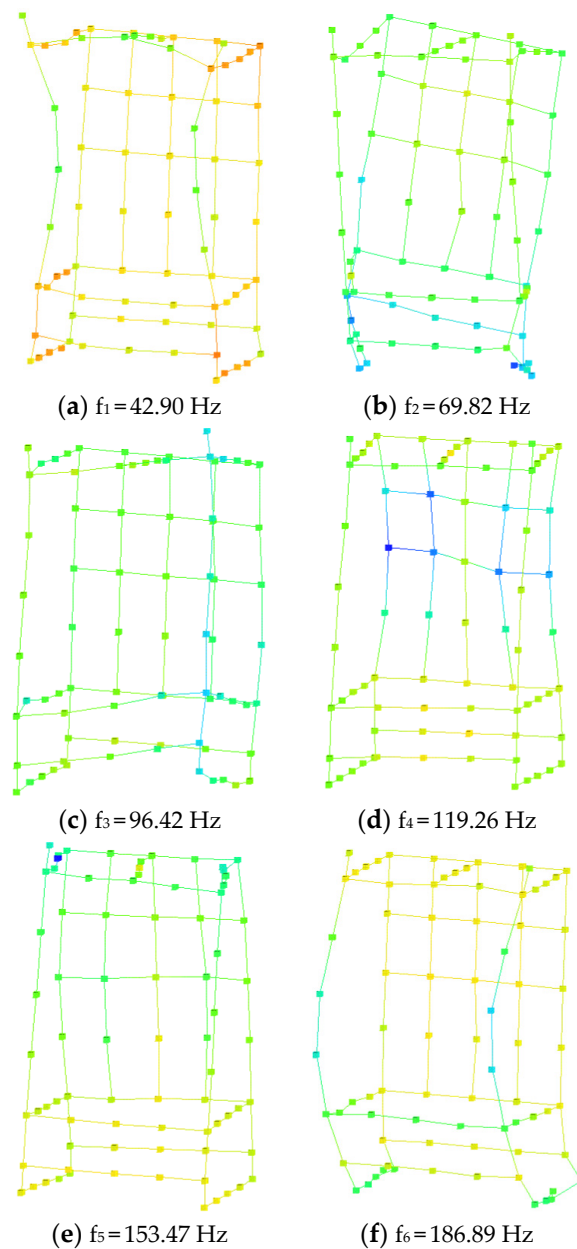 (a) f₁ = 42.90 Hz
(b) f₂ = 69.82 Hz
(c) f₃ = 96.42 Hz
(d) f₄ = 119.26 Hz
(e) f₅ = 153.47 Hz
(f) f₆ = 186.89 Hz